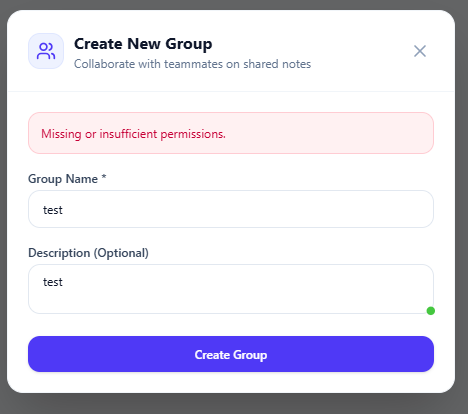 Create New Group
Collaborate with teammates on shared notes
Missing or insufficient permissions.
Group Name *
test
Description (Optional)
test
Create Group